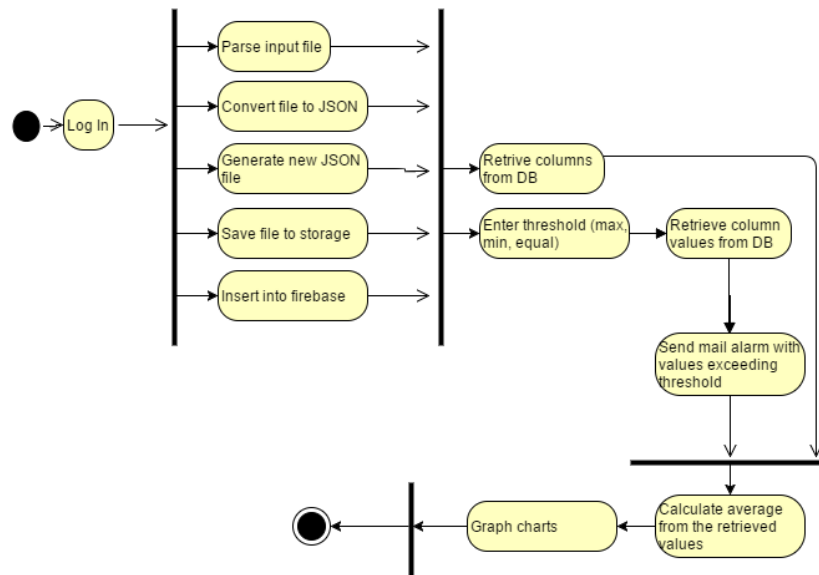 Parse input file
Convert file to JSON
Log In
Generate new JSON
file
Retrive columns
from DB
Save file to storage
Enter threshold (max,
min, equal)
Retrieve column
values from DB
Insert into firebase
Send mail alarm with
values exceeding
threshold
Calculate average
from the retrieved
values
Graph charts